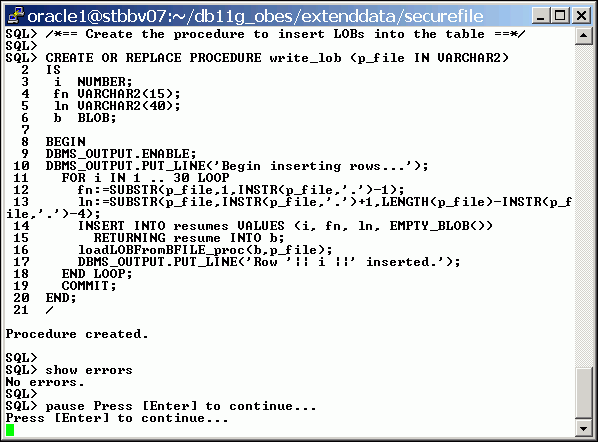 oracle1@stbbv07:~/db11g_obes/extenddata/securefile
SQL> /*== Create the procedure to insert LOBs into the table ==*/
SQL>
SQL> CREATE OR REPLACE PROCEDURE write_lob (p_file IN VARCHAR2)
  2  IS
  3   i  NUMBER;
  4  fn VARCHAR2(15);
  5  ln VARCHAR2(40);
  6   b  BLOB;
  7
  8  BEGIN
  9  DBMS_OUTPUT.ENABLE;
 10  DBMS_OUTPUT.PUT_LINE('Begin inserting rows...');
 11    FOR i IN 1 .. 30 LOOP
 12      fn:=SUBSTR(p_file,1,INSTR(p_file,'.')-1);
 13      ln:=SUBSTR(p_file,INSTR(p_file,'.')+1,LENGTH(p_file)-INSTR(p_f
ile,'.')-4);
 14      INSERT INTO resumes VALUES (i, fn, ln, EMPTY_BLOB())
 15        RETURNING resume INTO b;
 16      loadLOBFromBFILE_proc(b,p_file);
 17      DBMS_OUTPUT.PUT_LINE('Row '|| i ||' inserted.');
 18    END LOOP;
 19    COMMIT;
 20  END;
 21  /
Procedure created.
SQL>
SQL> show errors
No errors.
SQL>
SQL> pause Press [Enter] to continue...
Press [Enter] to continue...